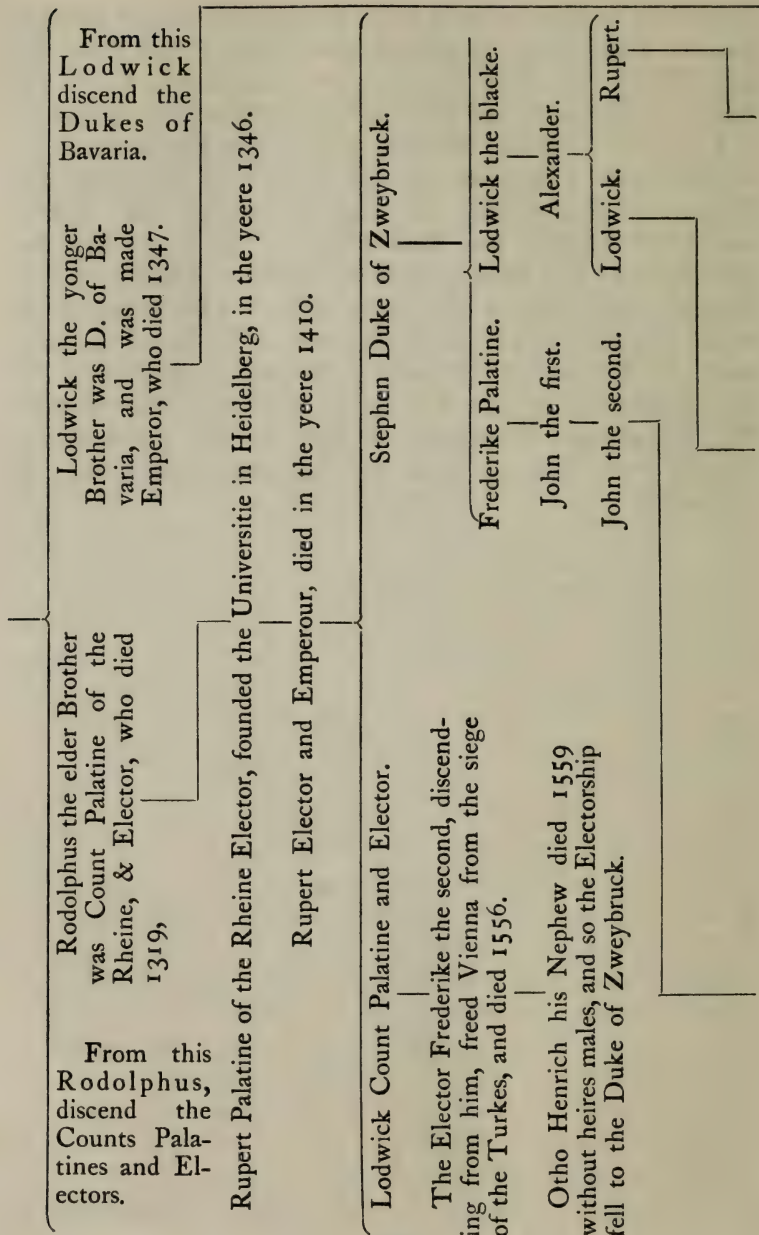 From this
Rodolphus,
discend the
Counts Pala-
tines and El-
ectors.
Rodolphus the elder Brother
was Count Palatine of the
Rheine, & Elector, who died
1319,
Lodwick the yonger
Brother was D. of Ba-
varia, and was made
Emperor, who died 1347.
From this
Lodwick
discend the
Dukes of
Bavaria.
Rupert Palatine of the Rheine Elector, founded the Universitie in Heidelberg, in the yeere 1346.
Rupert Elector and Emperour, died in the yeere 1410.
Lodwick Count Palatine and Elector.
The Elector Frederike the second, discend-
ing from him, freed Vienna from the siege
of the Turkes, and died 1556.
Otho Henrich his Nephew died 1559
without heires males, and so the Electorship
fell to the Duke of Zweybruck.
Stephen Duke of Zweybruck.
Frederike Palatine.
John the first.
John the second.
Lodwick the blacke.
Alexander.
Lodwick.
Rupert.